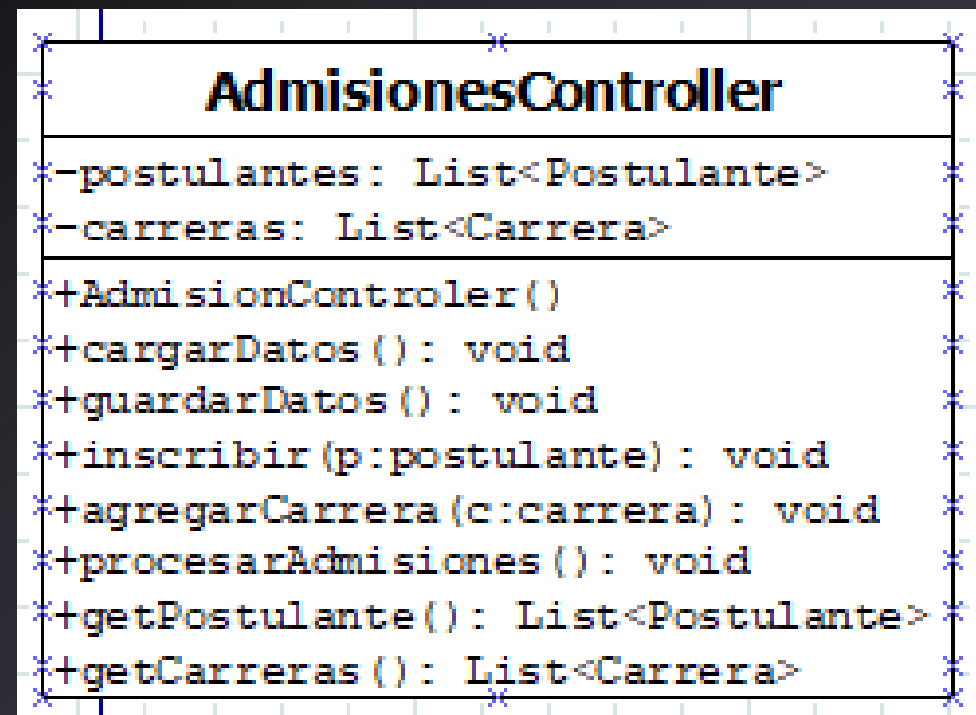 AdmisionesController
-postulantes: List<Postulante>
-carreras: List<Carrera>
+AdmisionControler()
+cargarDatos(): void
+guardarDatos(): void
+inscribir(p:postulante): void
+agregarCarrera(c:carrera): void
+procesarAdmisiones(): void
+getPostulante(): List<Postulante>
+getCarreras(): List<Carrera>